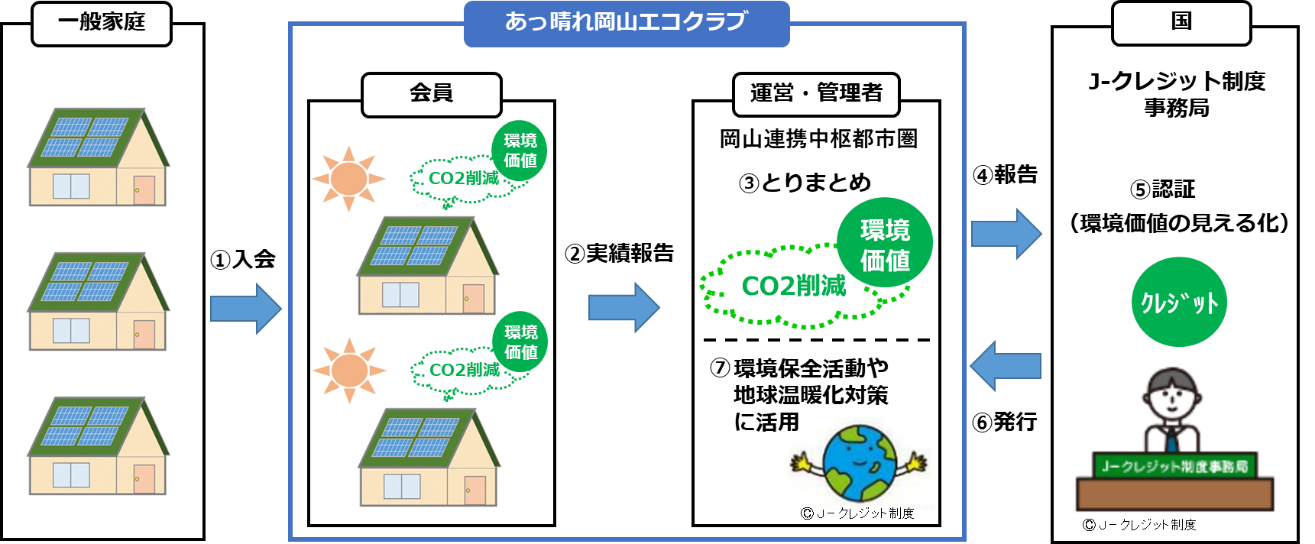 一般家庭
①入会
あっ晴れ岡山エコクラブ
会員
環境
価値
CO2削減
環境
価値
CO2削減
②実績報告
運営・管理者
岡山連携中枢都市圏
③とりまとめ
環境
価値
CO2削減
⑦環境保全活動や
地球温暖化対策
に活用
©J-クレジット制度
④報告
⑥発行
国
J-クレジット制度
事務局
⑤認証
（環境価値の見える化）
ｸﾚｼﾞｯﾄ
J-クレジット制度事務局
©J-クレジット制度